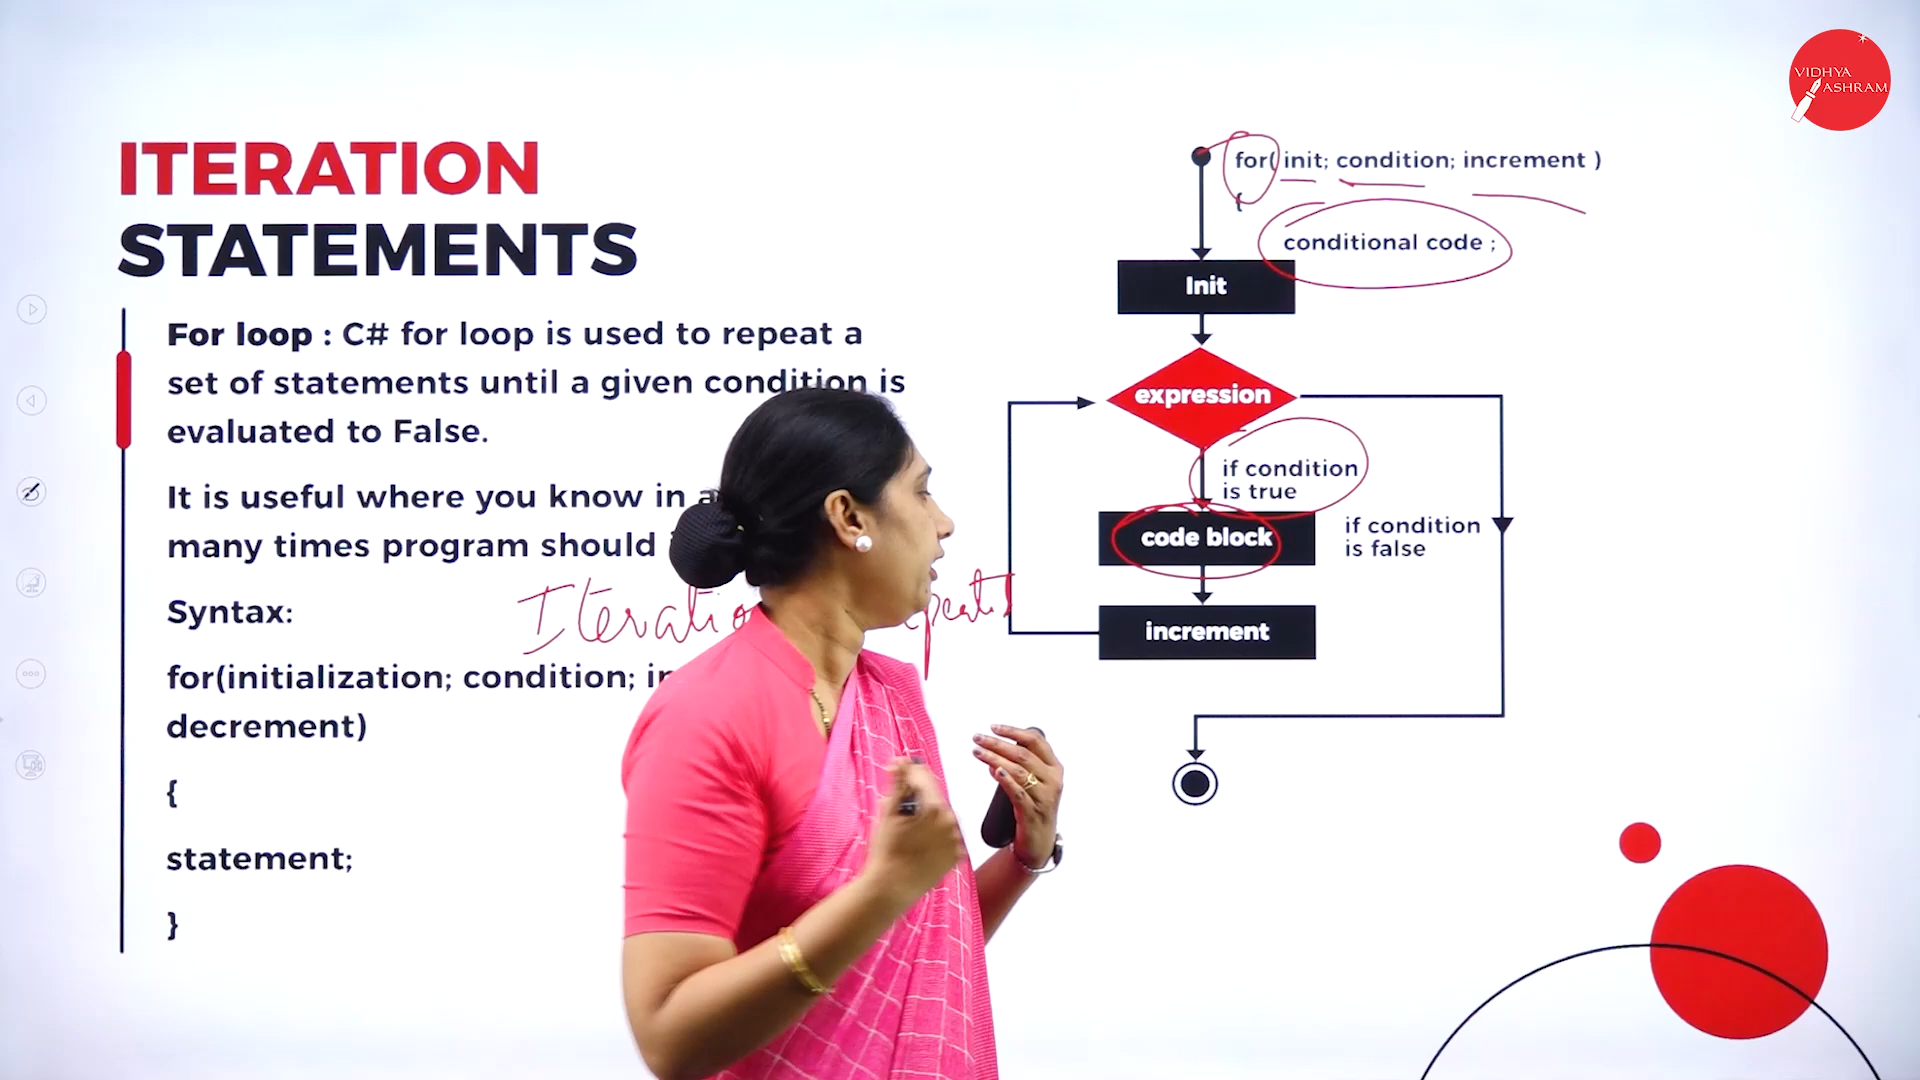 VIDHYA
ASHRAM
ITERATION
STATEMENTS
For loop : C# for loop is used to repeat a
set of statements until a given condition is
evaluated to False.
It is useful where you know in
many times program should
Syntax:
for(initialization; condition;
decrement)
{
statement;
}
for( init; condition; increment )
{
conditional code ;
Init
expression
if condition
is true
code block
if condition
is false
increment